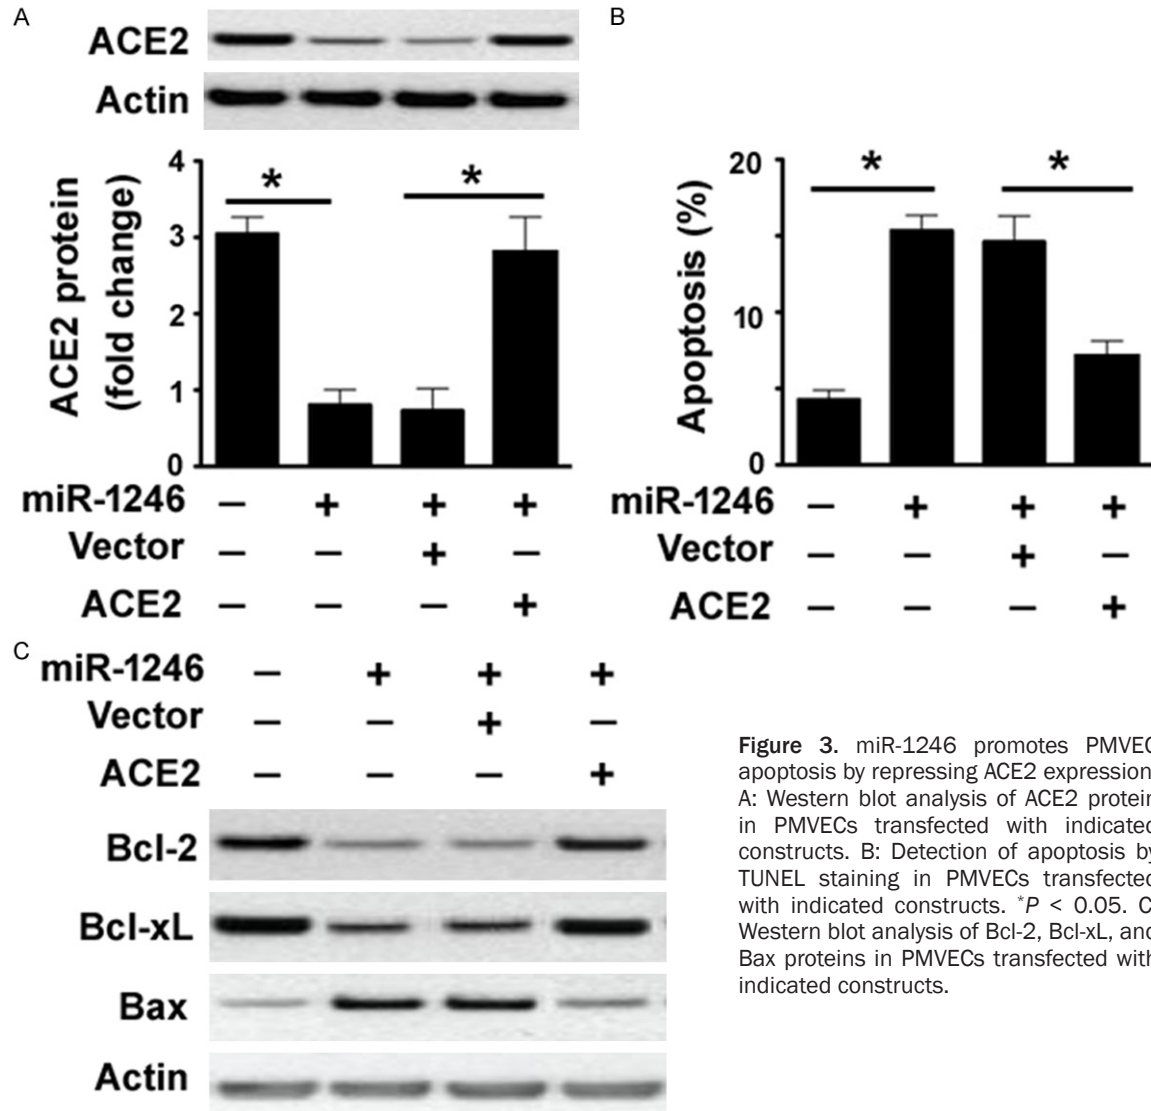 A
ACE2
Actin
*
*
4
3
2
1
0
ACE2 protein
(fold change)
miR-1246 – + + +
Vector – – + –
ACE2 – – – +
B
*
*
20
10
0
Apoptosis (%)
miR-1246 – + + +
Vector – – + –
ACE2 – – – +
C
miR-1246 – + + +
Vector – – + –
ACE2 – – – +
Bcl-2
Bcl-xL
Bax
Actin
Figure 3. miR-1246 promotes PMVEC
apoptosis by repressing ACE2 expression
A: Western blot analysis of ACE2 protein
in PMVECs transfected with indicated
constructs. B: Detection of apoptosis by
TUNEL staining in PMVECs transfected
with indicated constructs. *P < 0.05. C
Western blot analysis of Bcl-2, Bcl-xL, and
Bax proteins in PMVECs transfected with
indicated constructs.